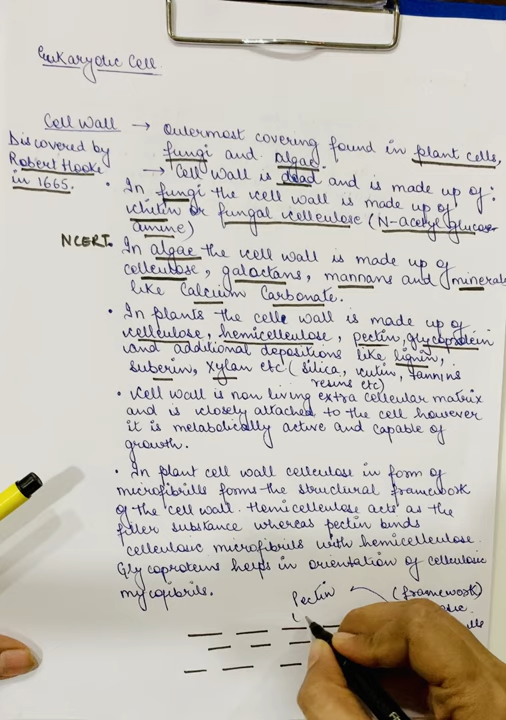 Eukaryotic Cell
Cell Wall → Outermost covering found in plant cells,
fungi and algae.
Discovered by
Robert Hooke
in 1665.
→ Cell wall is dead and is made up of:
• In fungi the cell wall is made up of
chitin or fungal cellulose (N-acetyl glucos-
amine)
NCERT. In algae the cell wall is made up of
cellulose, galactans, mannans and minerals
like Calcium Carbonate.
• In plants the cell wall is made up of
cellulose, hemicellulose, pectin, glycoprotein
and additional depositions like lignin,
suberin, xylan etc (silica, cutin, tannins
resins etc)
• Cell wall is non living extra cellular matrix
and is closely attached to the cell however
it is metabolically active and capable of
growth.
• In plant cell wall cellulose in form of
microfibrills forms the structural framework
of the cell wall. Hemicellulose acts as the
filler substance whereas pectin binds
cellulosic microfibrils with hemicellulose.
Glycoproteins helps in orientation of cellulosic
mycofibrils.
Pectin
(framework)